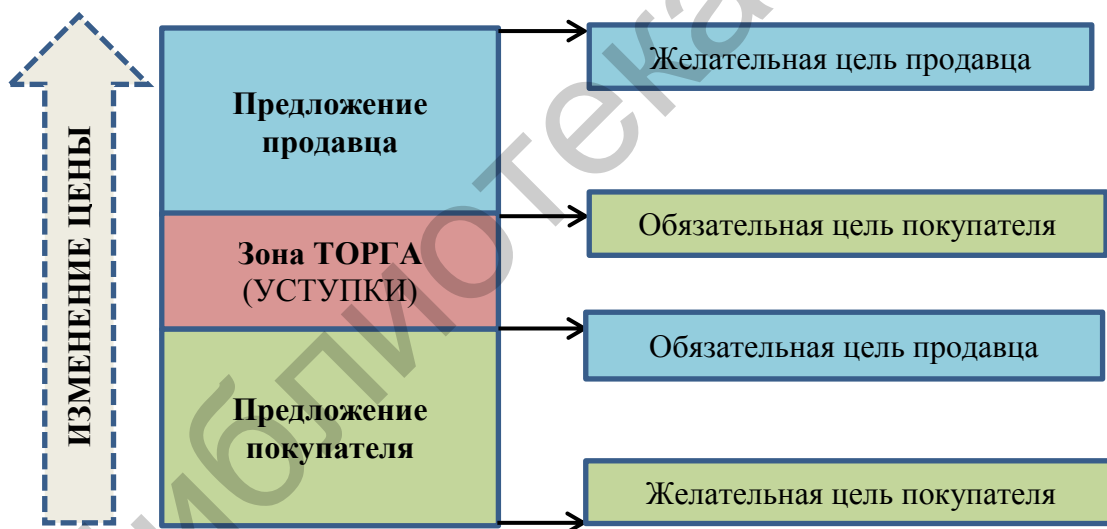 ИЗМЕНЕНИЕ ЦЕНЫ
Предложение
продавца
Зона ТОРГА
(УСТУПКИ)
Предложение
покупателя
Желательная цель продавца
Обязательная цель покупателя
Обязательная цель продавца
Желательная цель покупателя